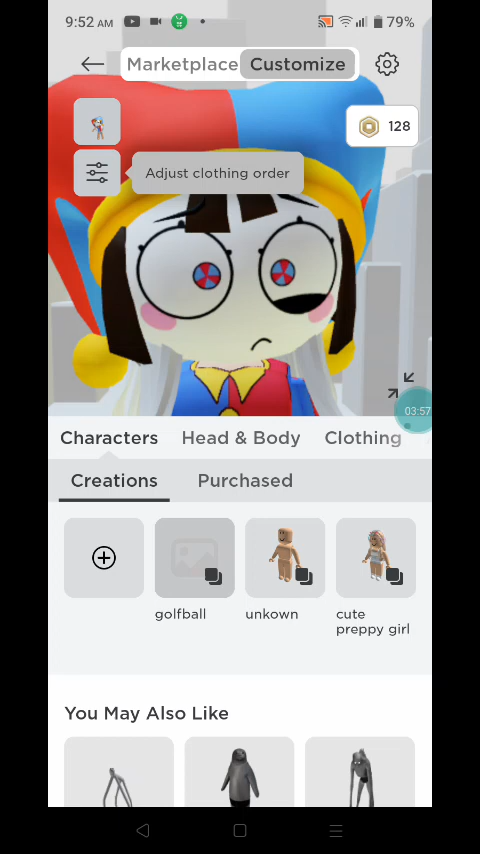 9:52 AM
79%
Marketplace
Customize
128
Adjust clothing order
03:57
Characters
Head & Body
Clothing
Creations
Purchased
golfball
unkown
cute
preppy girl
You May Also Like